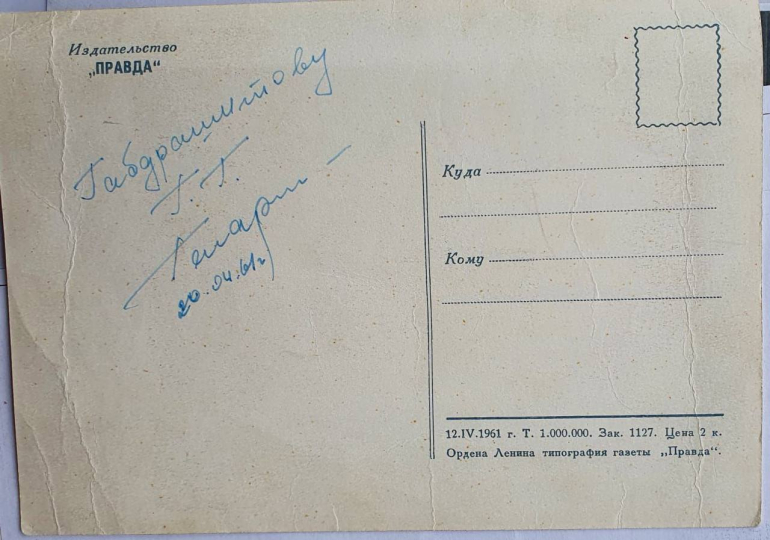 Издательство
„ПРАВДА“
Габдрашитову
Г. Г.
20.04.61г
Куда
Кому
12.IV.1961 г. Т. 1.000.000. Зак. 1127. Цена 2 к.
Ордена Ленина типография газеты „Правда“.